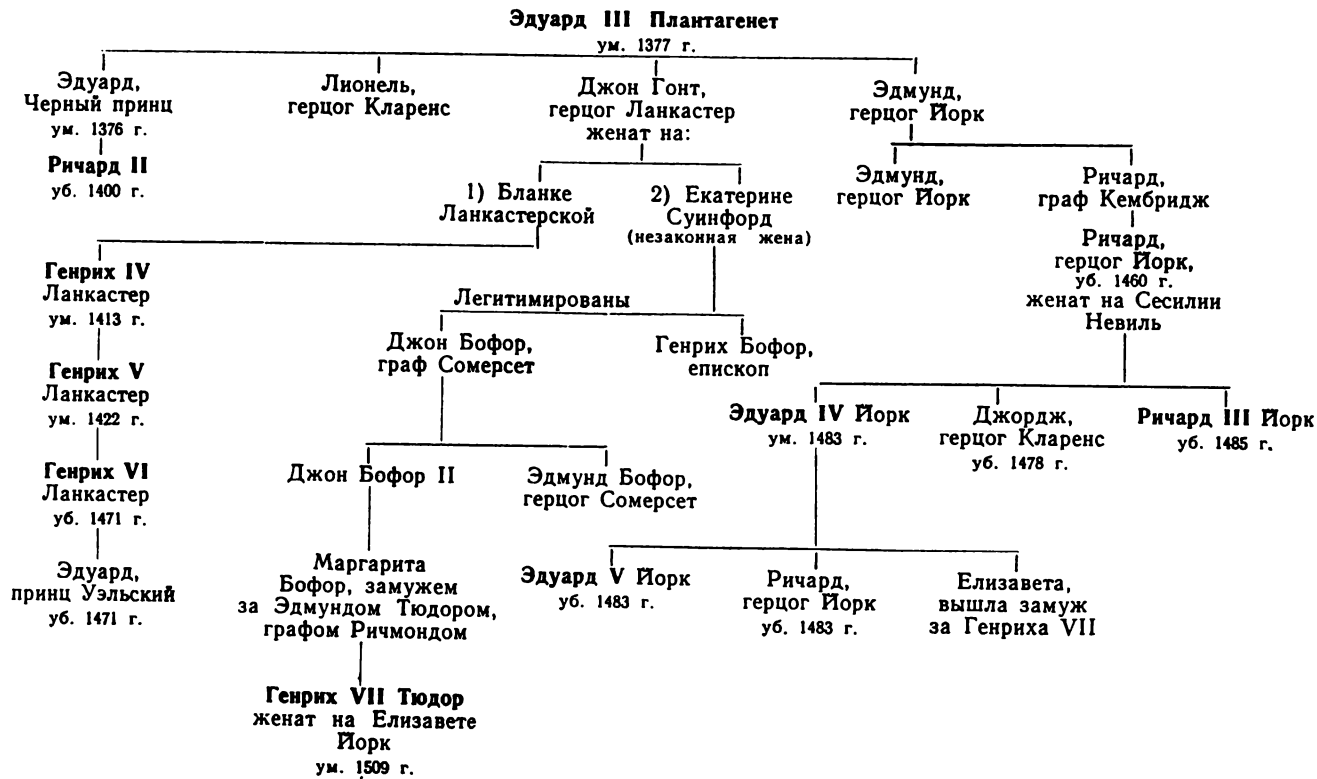 Эдуард III Плантагенет
ум. 1377 г.
Эдуард,
Черный принц
ум. 1376 г.
Ричард II
уб. 1400 г.
Лионель,
герцог Кларенс
Джон Гонт,
герцог Ланкастер
женат на:
Эдмунд,
герцог Йорк
1) Бланке
Ланкастерской
2) Екатерине
Суинфорд
(незаконная жена)
Эдмунд,
герцог Йорк
Ричард,
граф Кембридж
Ричард,
герцог Йорк,
уб. 1460 г.
женат на Сесилии
Невиль
Генрих IV
Ланкастер
ум. 1413 г.
Генрих V
Ланкастер
ум. 1422 г.
Генрих VI
Ланкастер
уб. 1471 г.
Эдуард,
принц Уэльский
уб. 1471 г.
Легитимированы
Джон Бофор,
граф Сомерсет
Генрих Бофор,
епископ
Джон Бофор II
Эдмунд Бофор,
герцог Сомерсет
Маргарита
Бофор, замужем
за Эдмундом Тюдором,
графом Ричмондом
Генрих VII Тюдор
женат на Елизавете
Йорк
ум. 1509 г.
Эдуард IV Йорк
ум. 1483 г.
Джордж,
герцог Кларенс
уб. 1478 г.
Ричард III Йорк
уб. 1485 г.
Эдуард V Йорк
уб. 1483 г.
Ричард,
герцог Йорк
уб. 1483 г.
Елизавета,
вышла замуж
за Генриха VII